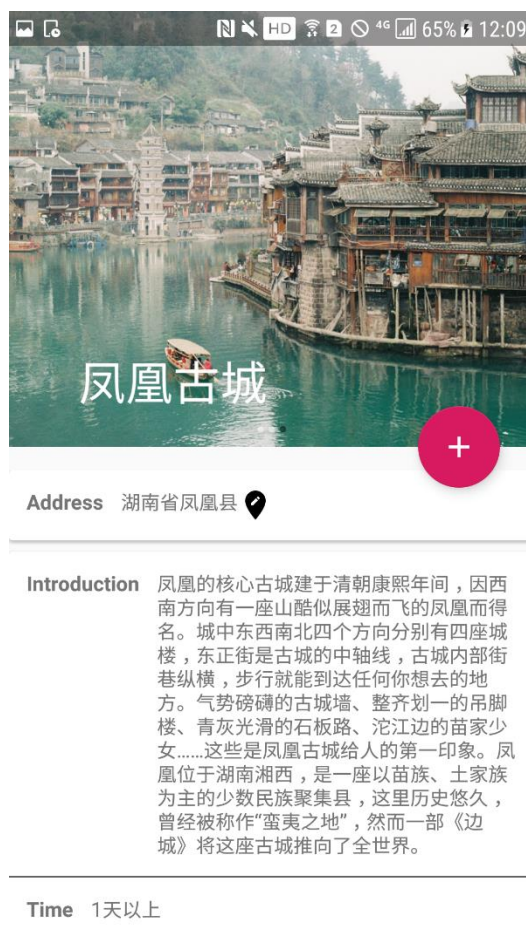 HD 2 4G 65% 12:09
凤凰古城
+
Address 湖南省凤凰县
Introduction 凤凰的核心古城建于清朝康熙年间，因西
南方向有一座山酷似展翅而飞的凤凰而得
名。城中东西南北四个方向分别有四座城
楼，东正街是古城的中轴线，古城内部街
巷纵横，步行就能到达任何你想去的地
方。气势磅礴的古城墙、整齐划一的吊脚
楼、青灰光滑的石板路、沱江边的苗家少
女......这些是凤凰古城给人的第一印象。凤
凰位于湖南湘西，是一座以苗族、土家族
为主的少数民族聚集县，这里历史悠久，
曾经被称作“蛮夷之地”，然而一部《边
城》将这座古城推向了全世界。
Time 1天以上